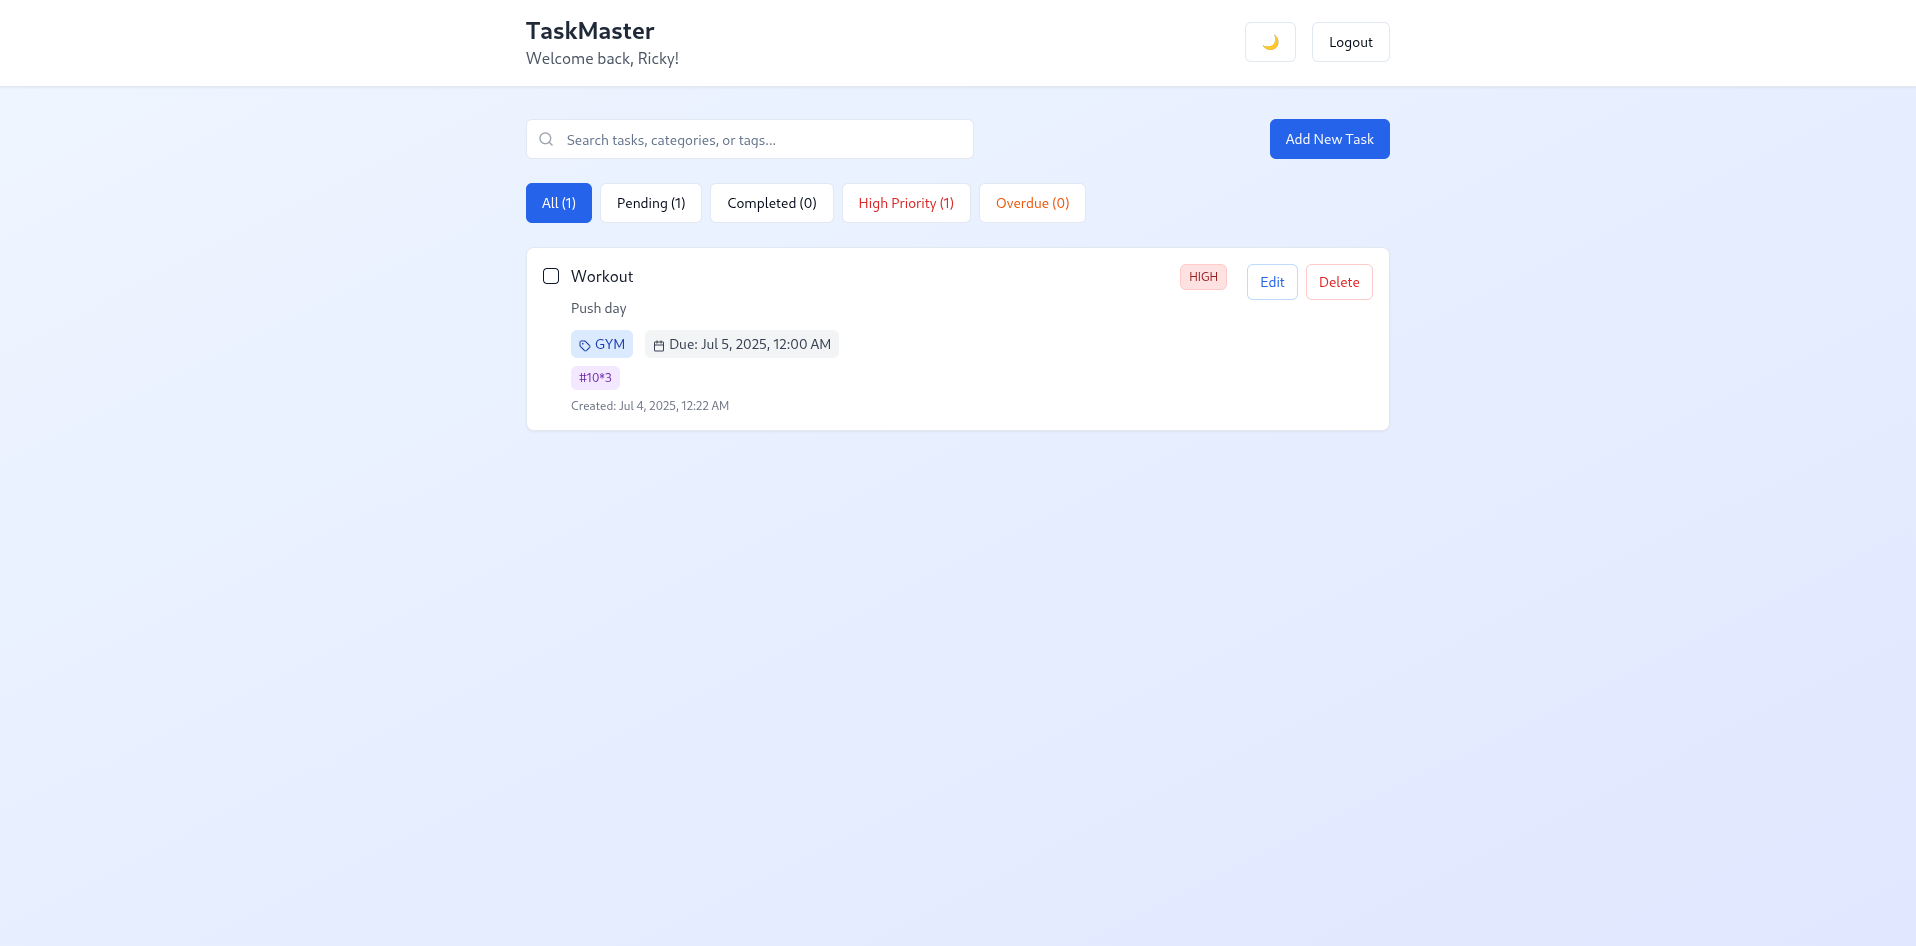 TaskMaster
Welcome back, Ricky!
Logout
Search tasks, categories, or tags...
Add New Task
All (1)
Pending (1)
Completed (0)
High Priority (1)
Overdue (0)
Workout
HIGH
Edit
Delete
Push day
GYM
Due: Jul 5, 2025, 12:00 AM
#10*3
Created: Jul 4, 2025, 12:22 AM